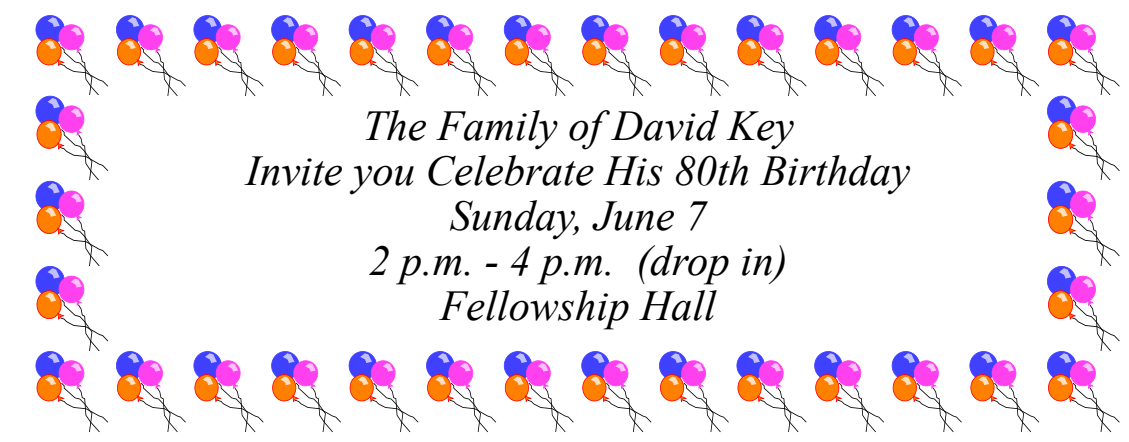 The Family of David Key
Invite you Celebrate His 80th Birthday
Sunday, June 7
2 p.m. - 4 p.m.  (drop in)
Fellowship Hall